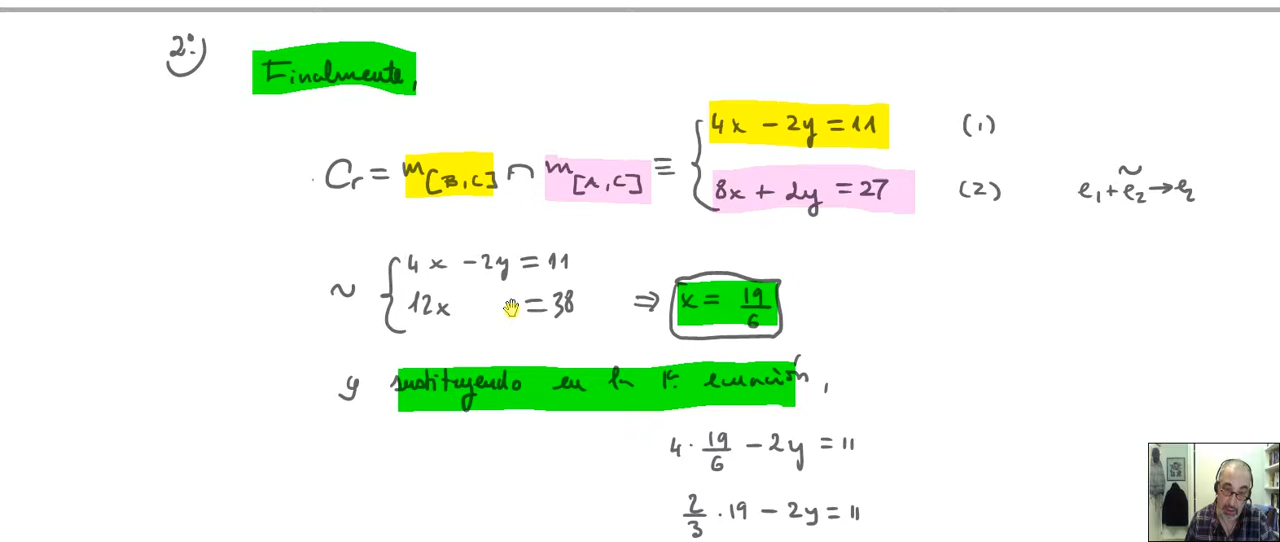 2º)
Finalmente,
Cr = m[B,C] ∩ m[A,C] ≡ { 4x - 2y = 11 (1)
8x + 2y = 27 (2) e₁ + e₂ → ẽ₂
~ { 4x - 2y = 11
12x = 38 ⇒ x = 19/6
y sustituyendo en la 1ª ecuación,
4 · 19/6 - 2y = 11
2/3 · 19 - 2y = 11